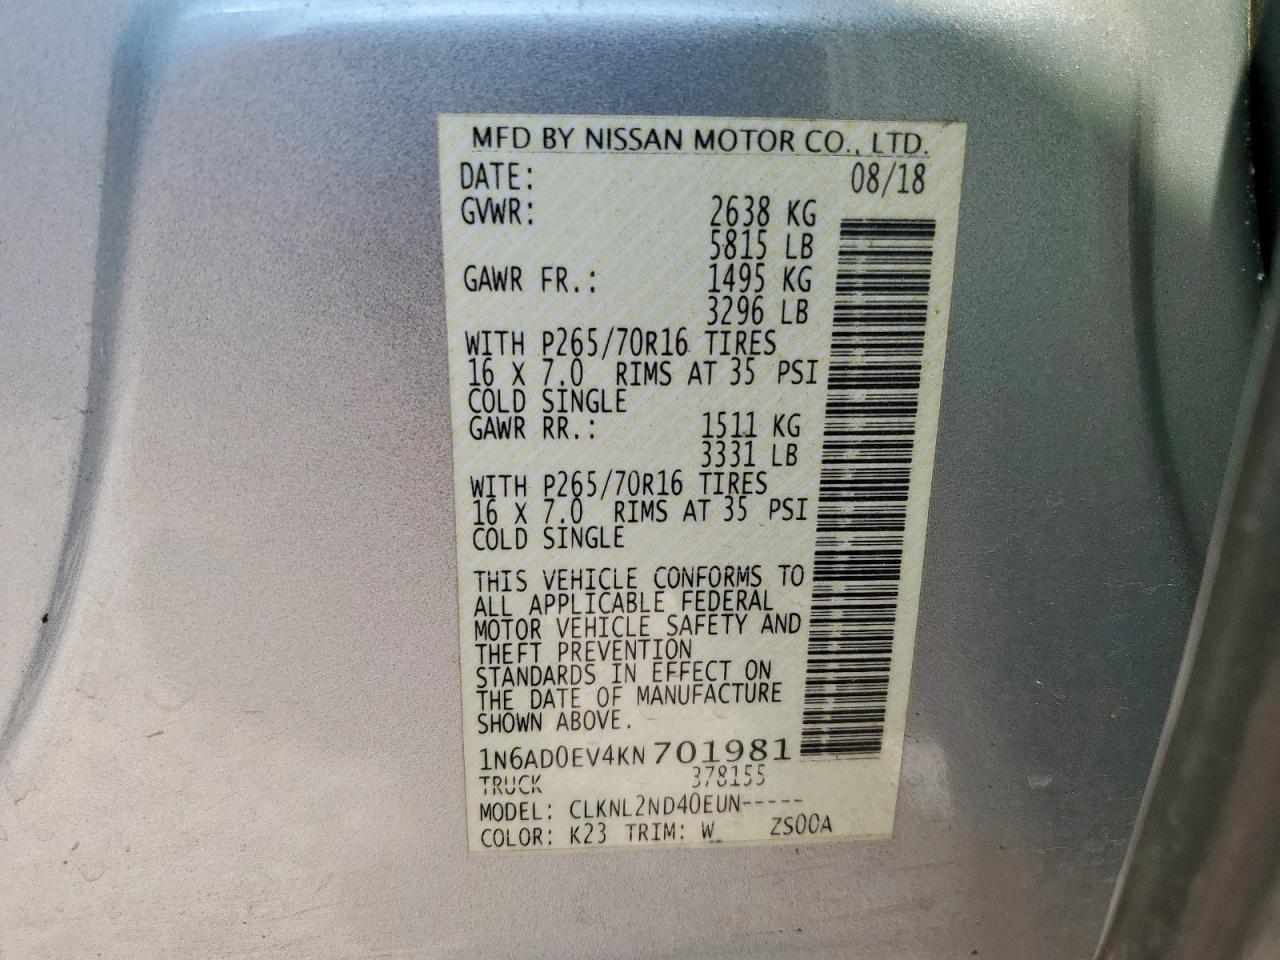 MFD BY NISSAN MOTOR CO., LTD.
DATE: 08/18
GVWR: 2638 KG
5815 LB
GAWR FR.: 1495 KG
3296 LB
WITH P265/70R16 TIRES
16 X 7.0 RIMS AT 35 PSI
COLD SINGLE
GAWR RR.: 1511 KG
3331 LB
WITH P265/70R16 TIRES
16 X 7.0 RIMS AT 35 PSI
COLD SINGLE
THIS VEHICLE CONFORMS TO
ALL APPLICABLE FEDERAL
MOTOR VEHICLE SAFETY AND
THEFT PREVENTION
STANDARDS IN EFFECT ON
THE DATE OF MANUFACTURE
SHOWN ABOVE.
1N6AD0EV4KN701981
TRUCK 378155
MODEL: CLKNL2ND40EUN-----
COLOR: K23 TRIM: W ZS00A